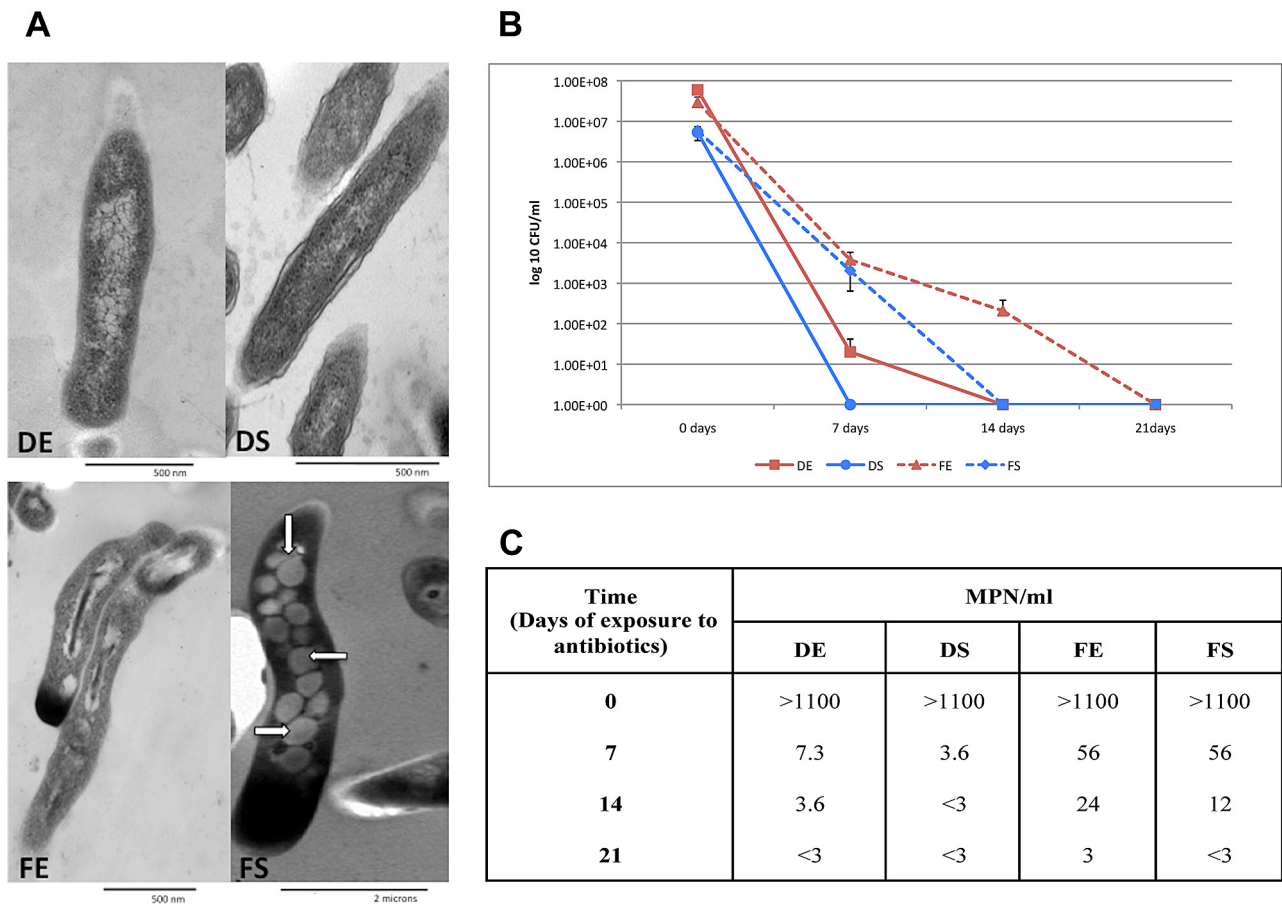 A
DE
500 nm
DS
500 nm
FE
500 nm
FS
2 microns
B
log 10 CFU/ml
1.00E+08
1.00E+07
1.00E+06
1.00E+05
1.00E+04
1.00E+03
1.00E+02
1.00E+01
1.00E+00
0 days 7 days 14 days 21days
DE DS FE FS
C
Time
(Days of exposure to
antibiotics)
MPN/ml
DE DS FE FS
0 >1100 >1100 >1100 >1100
7 7.3 3.6 56 56
14 3.6 <3 24 12
21 <3 <3 3 <3